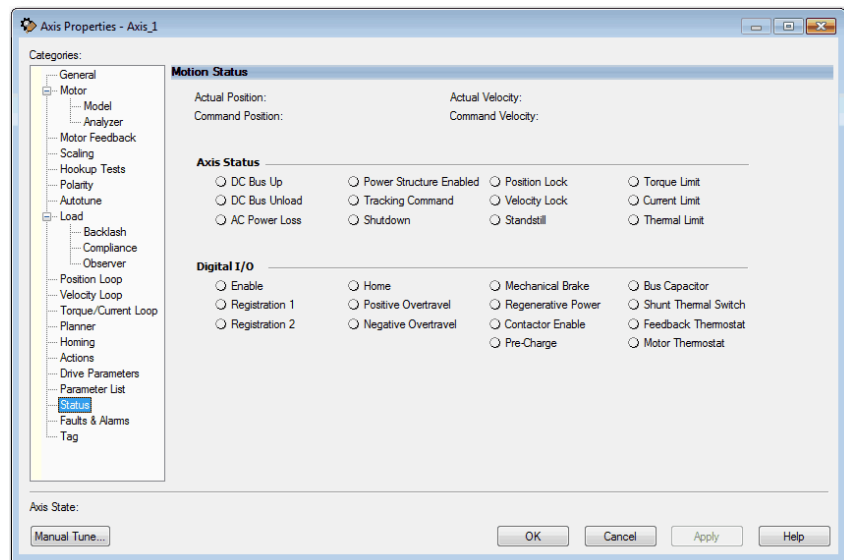 Axis Properties - Axis_1
Categories:
General
Motor
Model
Analyzer
Motor Feedback
Scaling
Hookup Tests
Polarity
Autotune
Load
Backlash
Compliance
Observer
Position Loop
Velocity Loop
Torque/Current Loop
Planner
Homing
Actions
Drive Parameters
Parameter List
Status
Faults & Alarms
Tag
Motion Status
Actual Position: Actual Velocity:
Command Position: Command Velocity:
Axis Status
DC Bus Up Power Structure Enabled Position Lock Torque Limit
DC Bus Unload Tracking Command Velocity Lock Current Limit
AC Power Loss Shutdown Standstill Thermal Limit
Digital I/O
Enable Home Mechanical Brake Bus Capacitor
Registration 1 Positive Overtravel Regenerative Power Shunt Thermal Switch
Registration 2 Negative Overtravel Contactor Enable Feedback Thermostat
Pre-Charge Motor Thermostat
Axis State:
Manual Tune... OK Cancel Apply Help